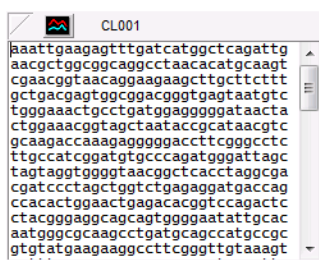 CL001
aaattgaagagtttgatcatggctcagattg
aacgctggcggcaggcctaacacatgcaagt
cgaacggtaacaggaagaagcttgcttcttt
gctgacgagtggcggacgggtgagtaatgtc
tgggaaactgcctgatggagggggataacta
ctggaaacggtagctaataccgcataacgtc
gcaagaccaaagagggggaccttcgggcctc
ttgccatcggatgtgcccagatgggattagc
tagtaggtggggtaacggctcacctaggcga
cgatccctagctggtctgagaggatgaccag
ccacactggaactgagacacggtccagactc
ctacgggaggcagcagtggggaatattgcac
aatgggcgcaagcctgatgcagccatgccgc
gtgtatgaagaaggccttcgggttgtaaagt